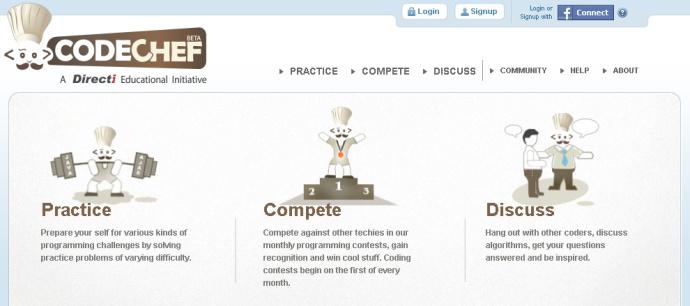 Login
Signup
Login or
Signup with
f Connect
?
CODECHEF
BETA
A Directi Educational Initiative
PRACTICE
COMPETE
DISCUSS
COMMUNITY
HELP
ABOUT
JAVA
JAVA
2 1 3
Practice
Prepare your self for various kinds of
programming challenges by solving
practice problems of varying difficulty.
Compete
Compete against other techies in our
monthly programming contests, gain
recognition and win cool stuff. Coding
contests begin on the first of every
month.
Discuss
Hang out with other coders, discuss
algorithms, get your questions
answered and be inspired.